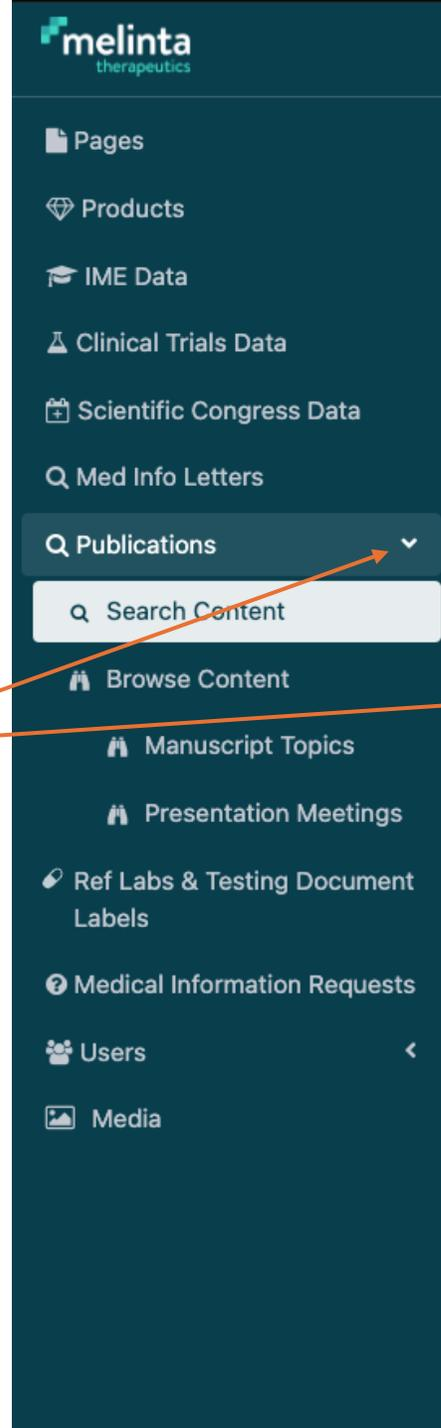 melinta
therapeutics
Pages
Products
IME Data
Clinical Trials Data
Scientific Congress Data
Med Info Letters
Publications
Search Content
Browse Content
Manuscript Topics
Presentation Meetings
Ref Labs & Testing Document
Labels
Medical Information Requests
Users
Media